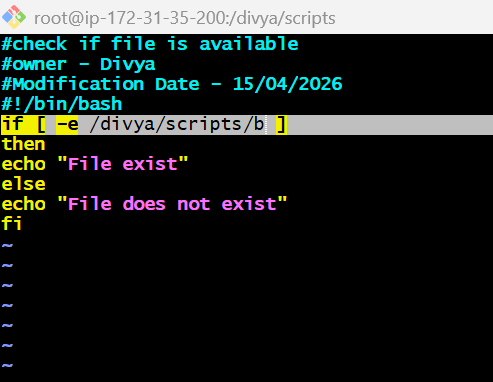 root@ip-172-31-35-200:/divya/scripts
#check if file is available
#owner - Divya
#Modification Date - 15/04/2026
#!/bin/bash
if [ -e /divya/scripts/b ]
then
echo "File exist"
else
echo "File does not exist"
fi
~
~
~
~
~
~
~